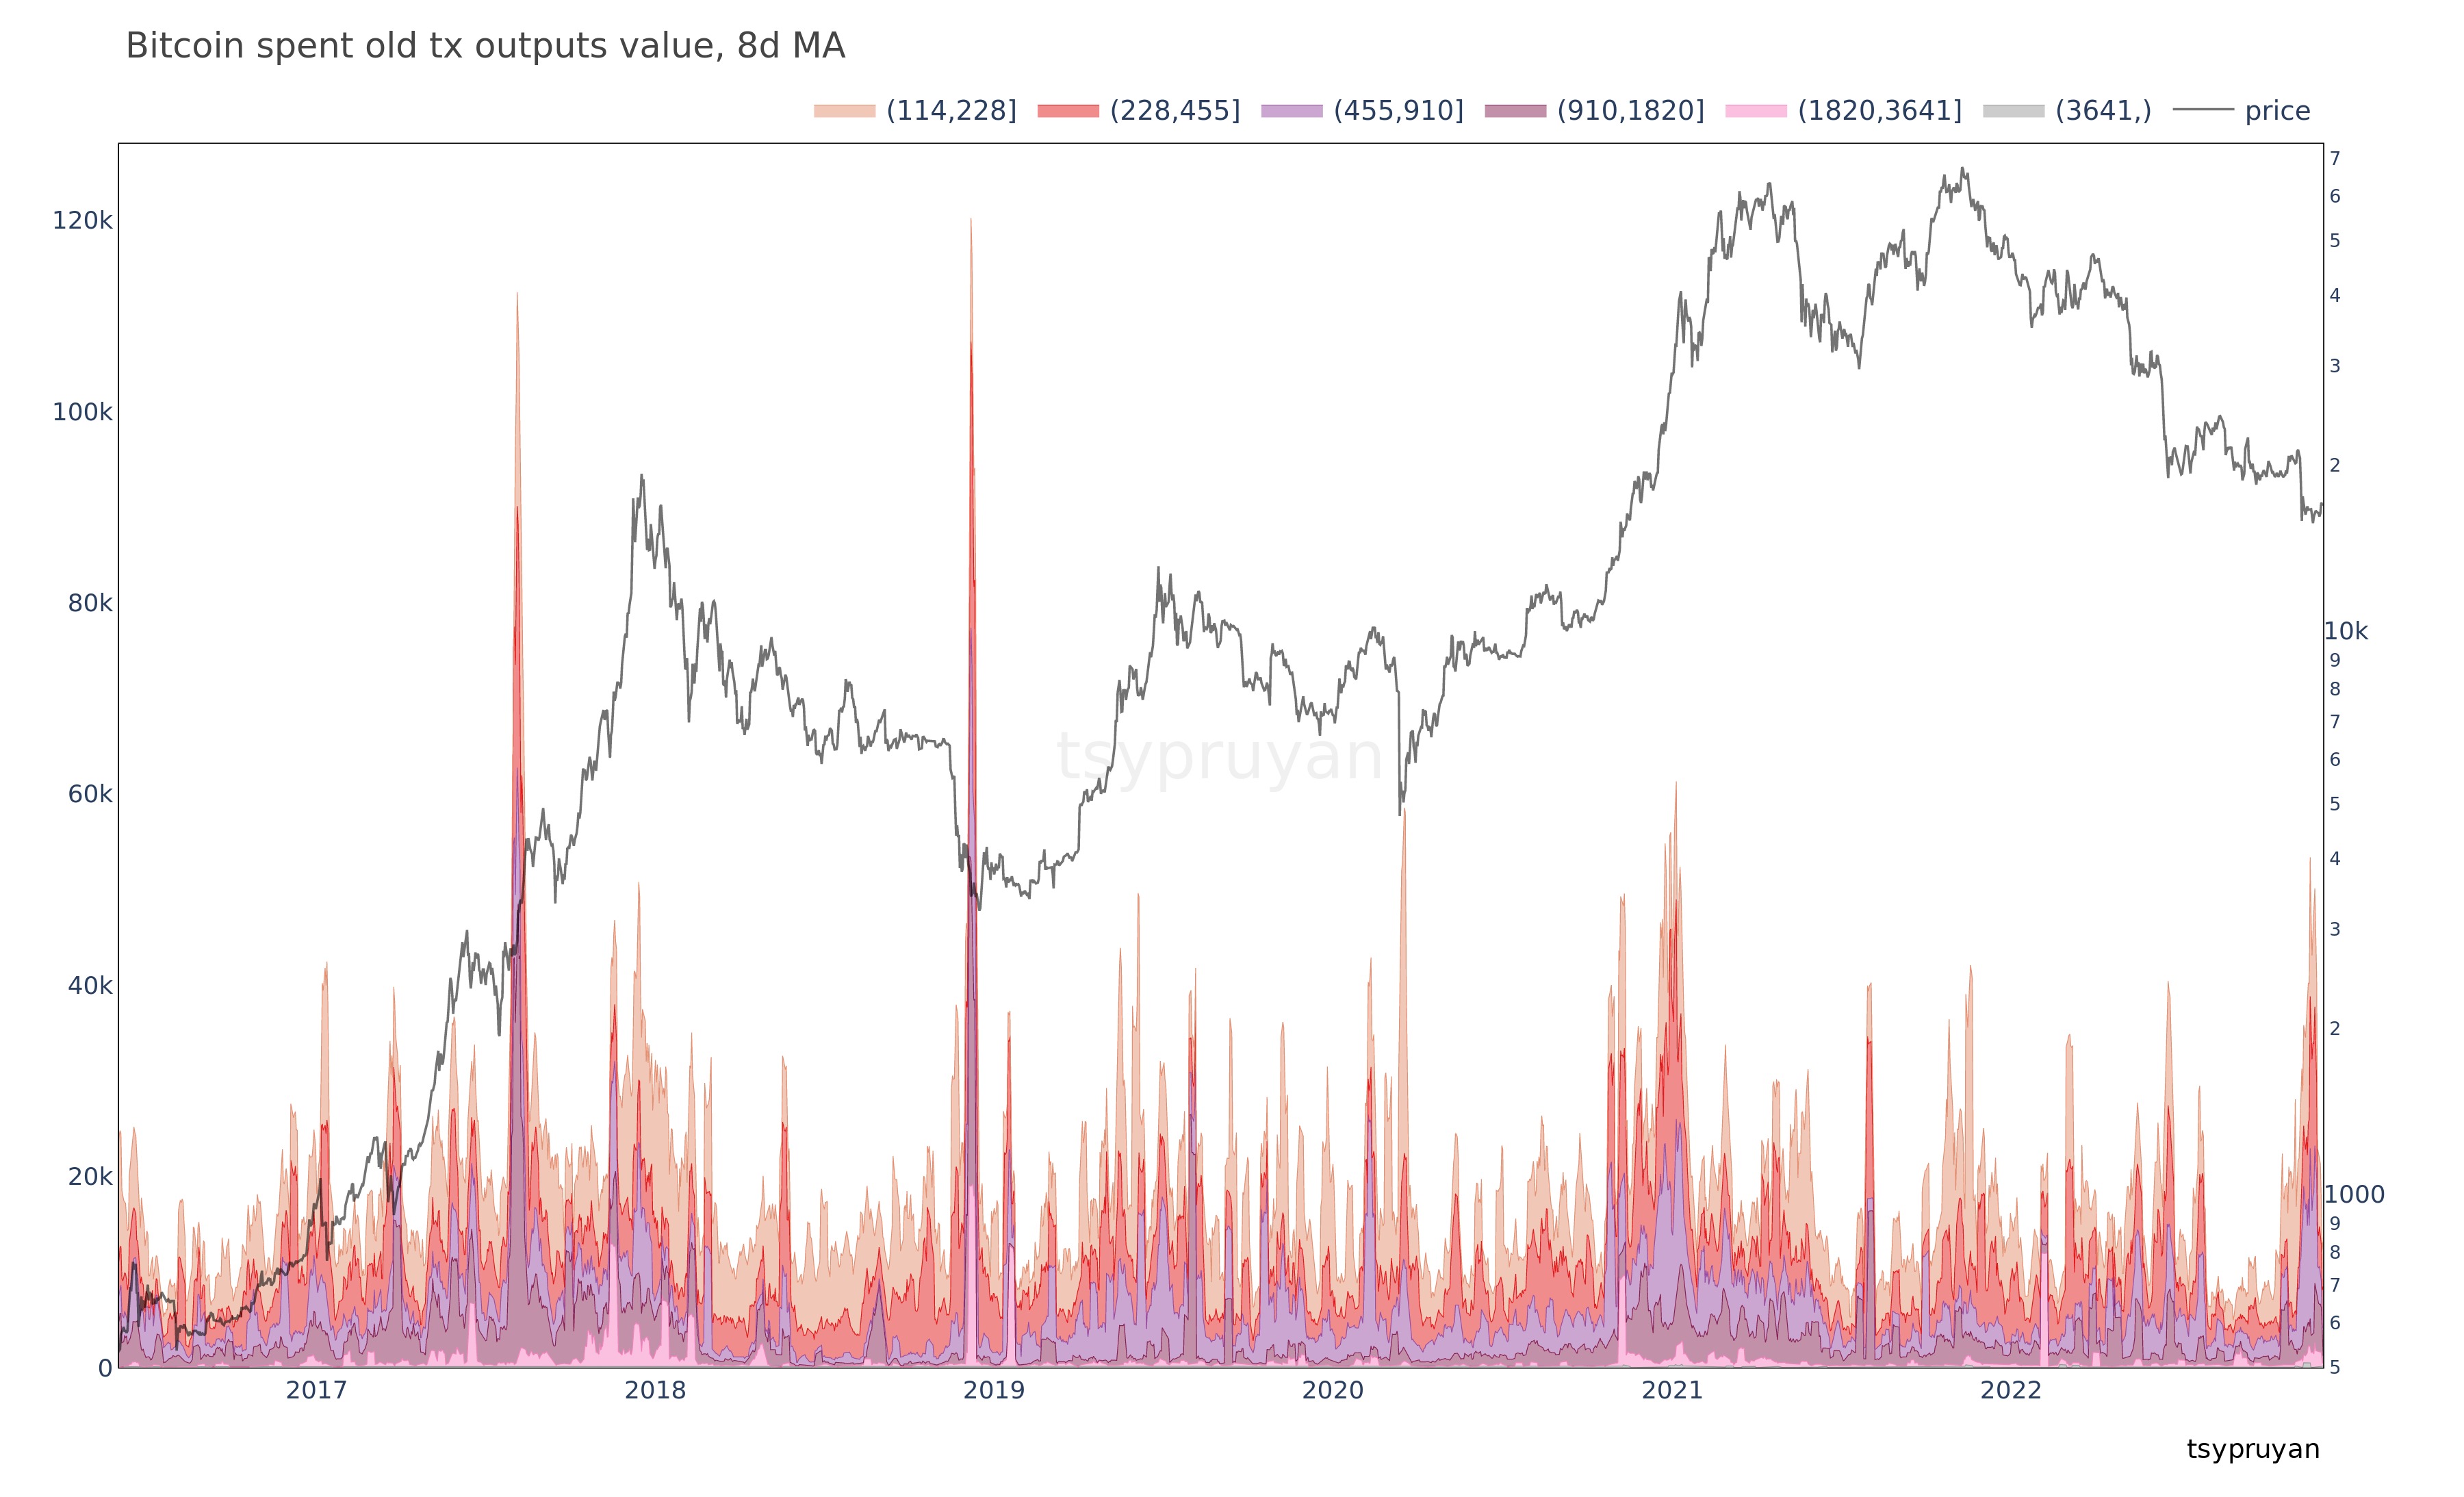 Bitcoin spent old tx outputs value, 8d MA
(114,228] (228,455] (455,910] (910,1820] (1820,3641] (3641,) price
7
120k
6
5
4
100k
3
2
80k
10k
9
8
7
tsypruyan
6
60k
5
4
3
40k
2
20k
1000
9
8
7
6
0
5
2017 2018 2019 2020 2021 2022
tsypruyan